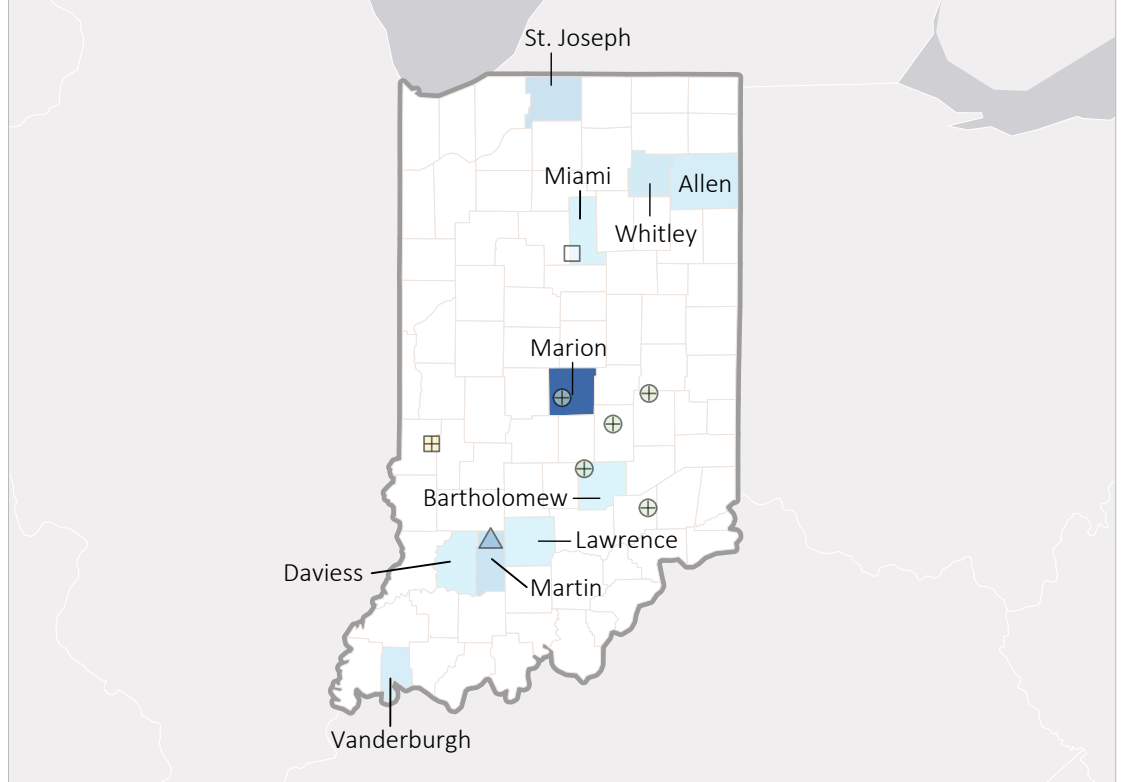 St. Joseph
Miami
Allen
Whitley
Marion
Bartholomew
Lawrence
Daviess
Martin
Vanderburgh